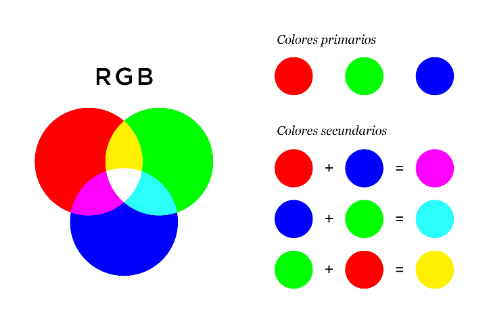 RGB
Colores primarios
Colores secundarios
+ =
+ =
+ =